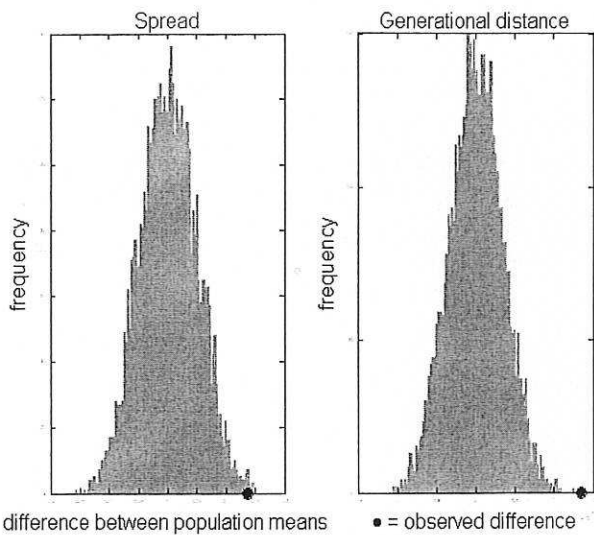 Spread
Generational distance
frequency
frequency
difference between population means
● = observed difference